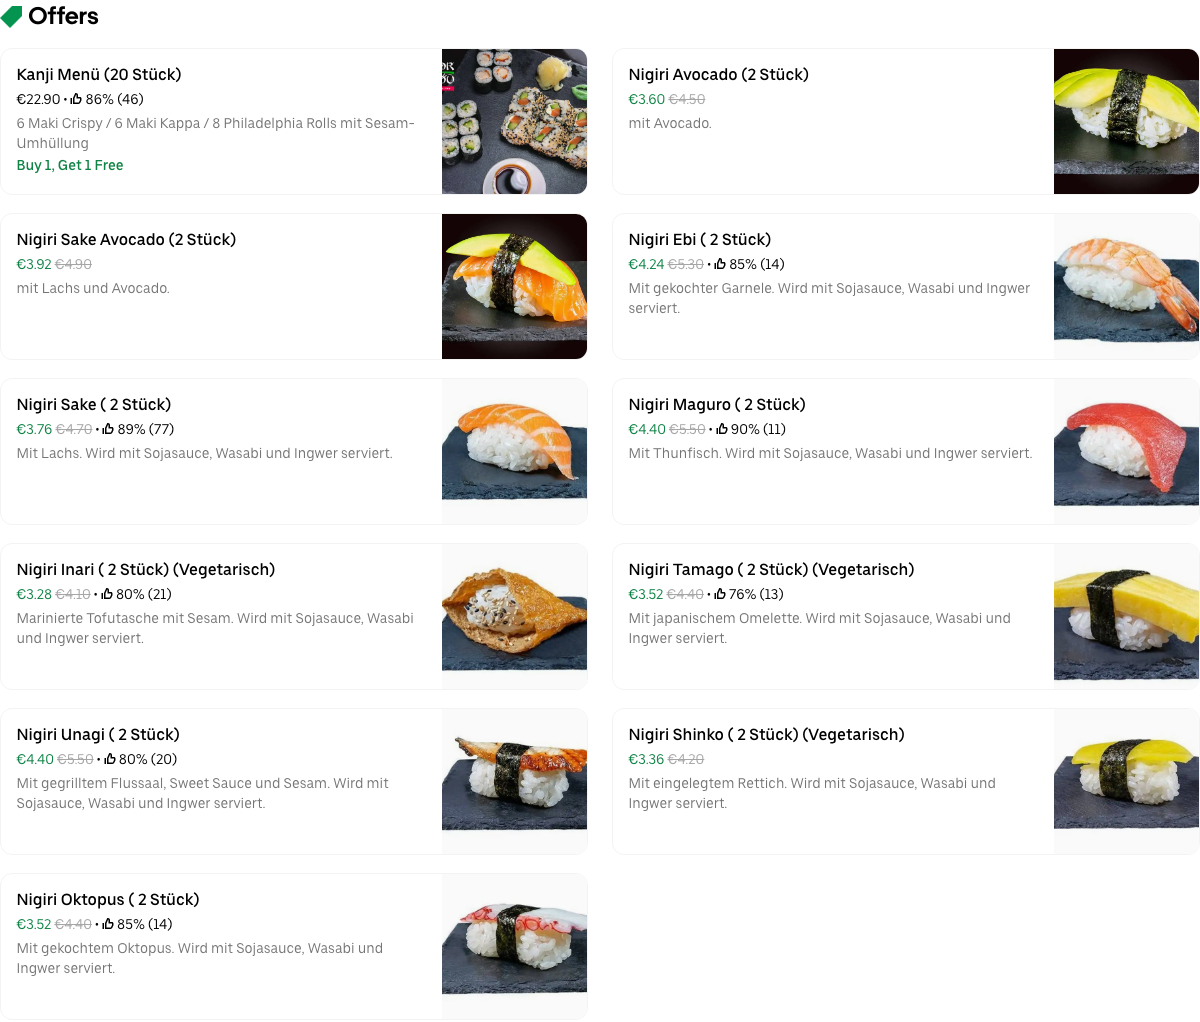 Offers
Kanji Menü (20 Stück)
€22.90 • 86% (46)
6 Maki Crispy / 6 Maki Kappa / 8 Philadelphia Rolls mit Sesam-
Umhüllung
Buy 1, Get 1 Free
Nigiri Avocado (2 Stück)
€3.60 €4.50
mit Avocado.
Nigiri Sake Avocado (2 Stück)
€3.92 €4.90
mit Lachs und Avocado.
Nigiri Ebi ( 2 Stück)
€4.24 €5.30 • 85% (14)
Mit gekochter Garnele. Wird mit Sojasauce, Wasabi und Ingwer
serviert.
Nigiri Sake ( 2 Stück)
€3.76 €4.70 • 89% (77)
Mit Lachs. Wird mit Sojasauce, Wasabi und Ingwer serviert.
Nigiri Maguro ( 2 Stück)
€4.40 €5.50 • 90% (11)
Mit Thunfisch. Wird mit Sojasauce, Wasabi und Ingwer serviert.
Nigiri Inari ( 2 Stück) (Vegetarisch)
€3.28 €4.10 • 80% (21)
Marinierte Tofutasche mit Sesam. Wird mit Sojasauce, Wasabi
und Ingwer serviert.
Nigiri Tamago ( 2 Stück) (Vegetarisch)
€3.52 €4.40 • 76% (13)
Mit japanischem Omelette. Wird mit Sojasauce, Wasabi und
Ingwer serviert.
Nigiri Unagi ( 2 Stück)
€4.40 €5.50 • 80% (20)
Mit gegrilltem Flussaal, Sweet Sauce und Sesam. Wird mit
Sojasauce, Wasabi und Ingwer serviert.
Nigiri Shinko ( 2 Stück) (Vegetarisch)
€3.36 €4.20
Mit eingelegtem Rettich. Wird mit Sojasauce, Wasabi und
Ingwer serviert.
Nigiri Oktopus ( 2 Stück)
€3.52 €4.40 • 85% (14)
Mit gekochtem Oktopus. Wird mit Sojasauce, Wasabi und
Ingwer serviert.